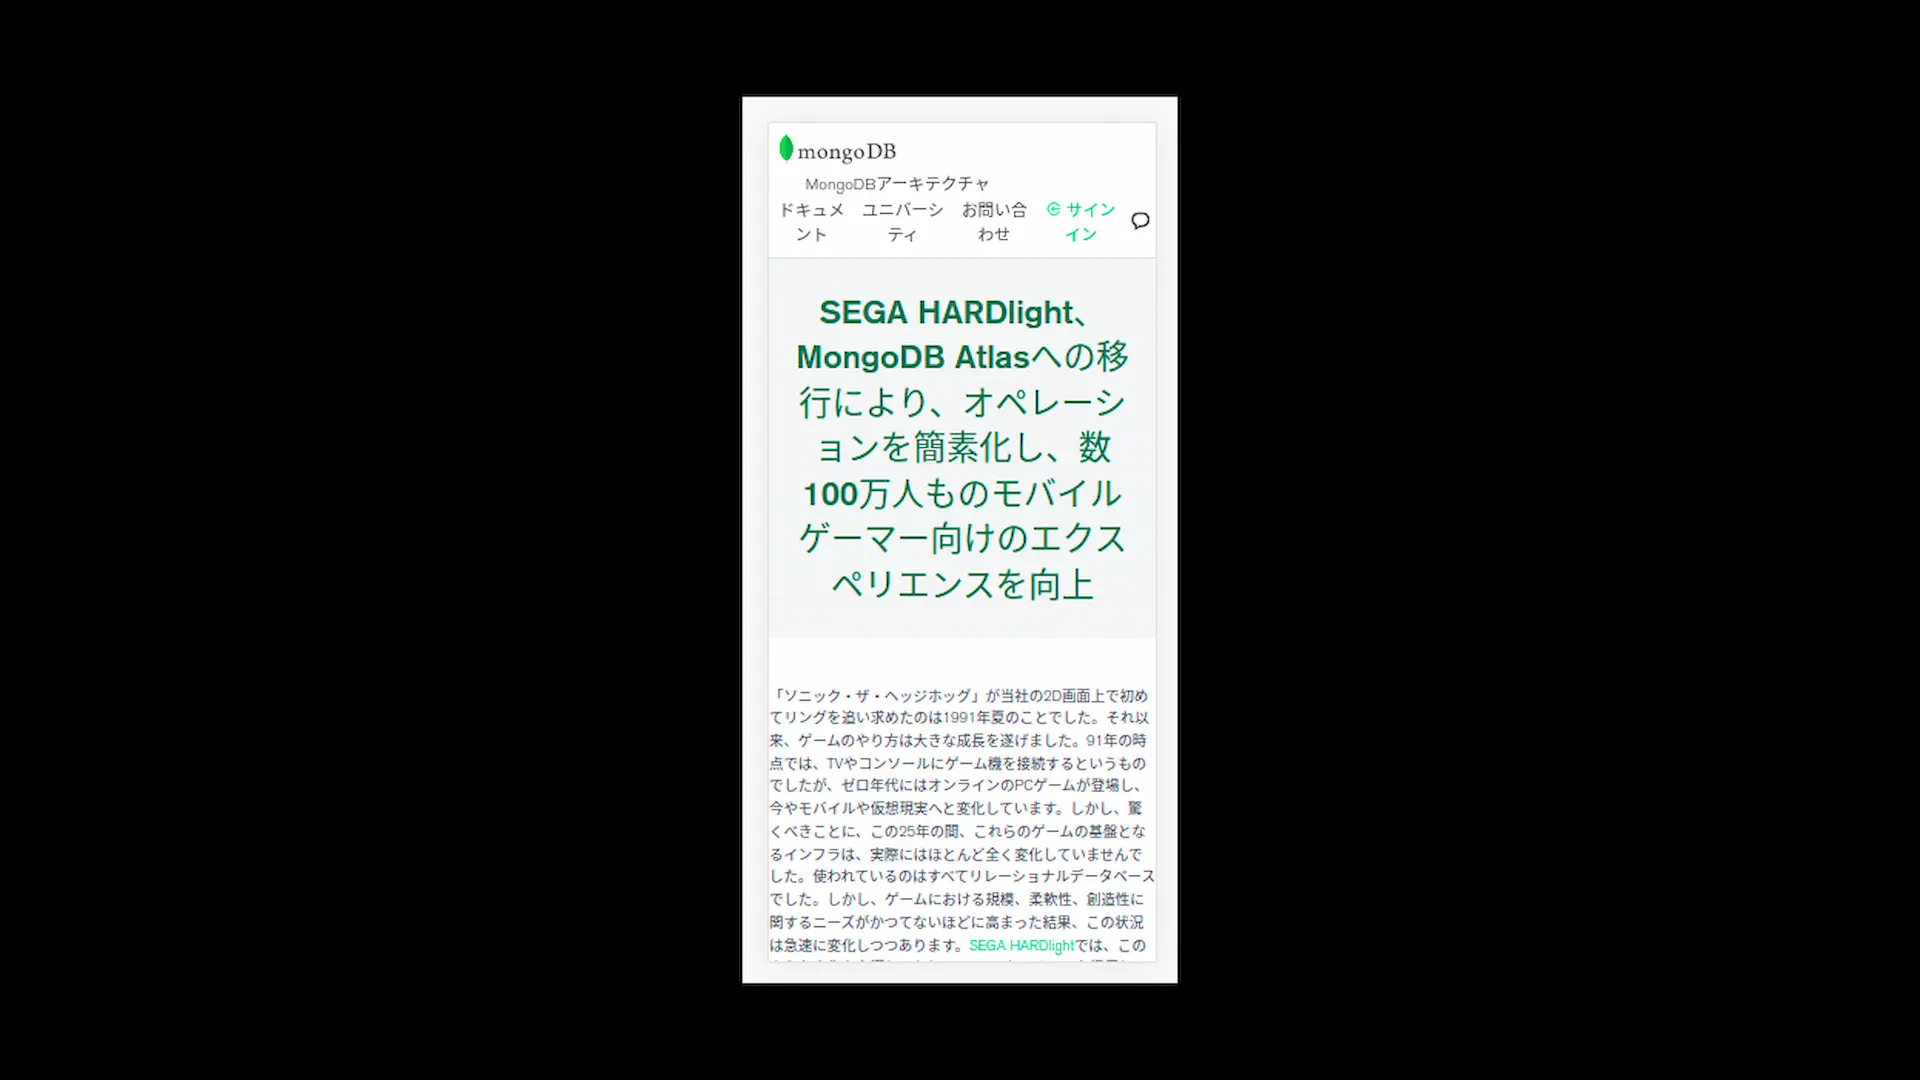 mongoDB
MongoDBアーキテクチャ
ドキュメ
ント
ユニバーシ
ティ
お問い合
わせ
サイン
イン
SEGA HARDlight、
MongoDB Atlasへの移
行により、オペレーシ
ョンを簡素化し、数
100万人ものモバイル
ゲーマー向けのエクス
ペリエンスを向上
「ソニック・ザ・ヘッジホッグ」が当社の2D画面上で初め
てリングを追い求めたのは1991年夏のことでした。それ以
来、ゲームのやり方は大きな成長を遂げました。91年の時
点では、TVやコンソールにゲーム機を接続するというもの
でしたが、ゼロ年代にはオンラインのPCゲームが登場し、
今やモバイルや仮想現実へと変化しています。しかし、驚
くべきことに、この25年の間、これらのゲームの基盤とな
るインフラは、実際にはほとんど全く変化していませんで
した。使われているのはすべてリレーショナルデータベース
でした。しかし、ゲームにおける規模、柔軟性、創造性に
関するニーズがかつてないほどに高まった結果、この状況
は急速に変化しつつあります。SEGA HARDlightでは、この